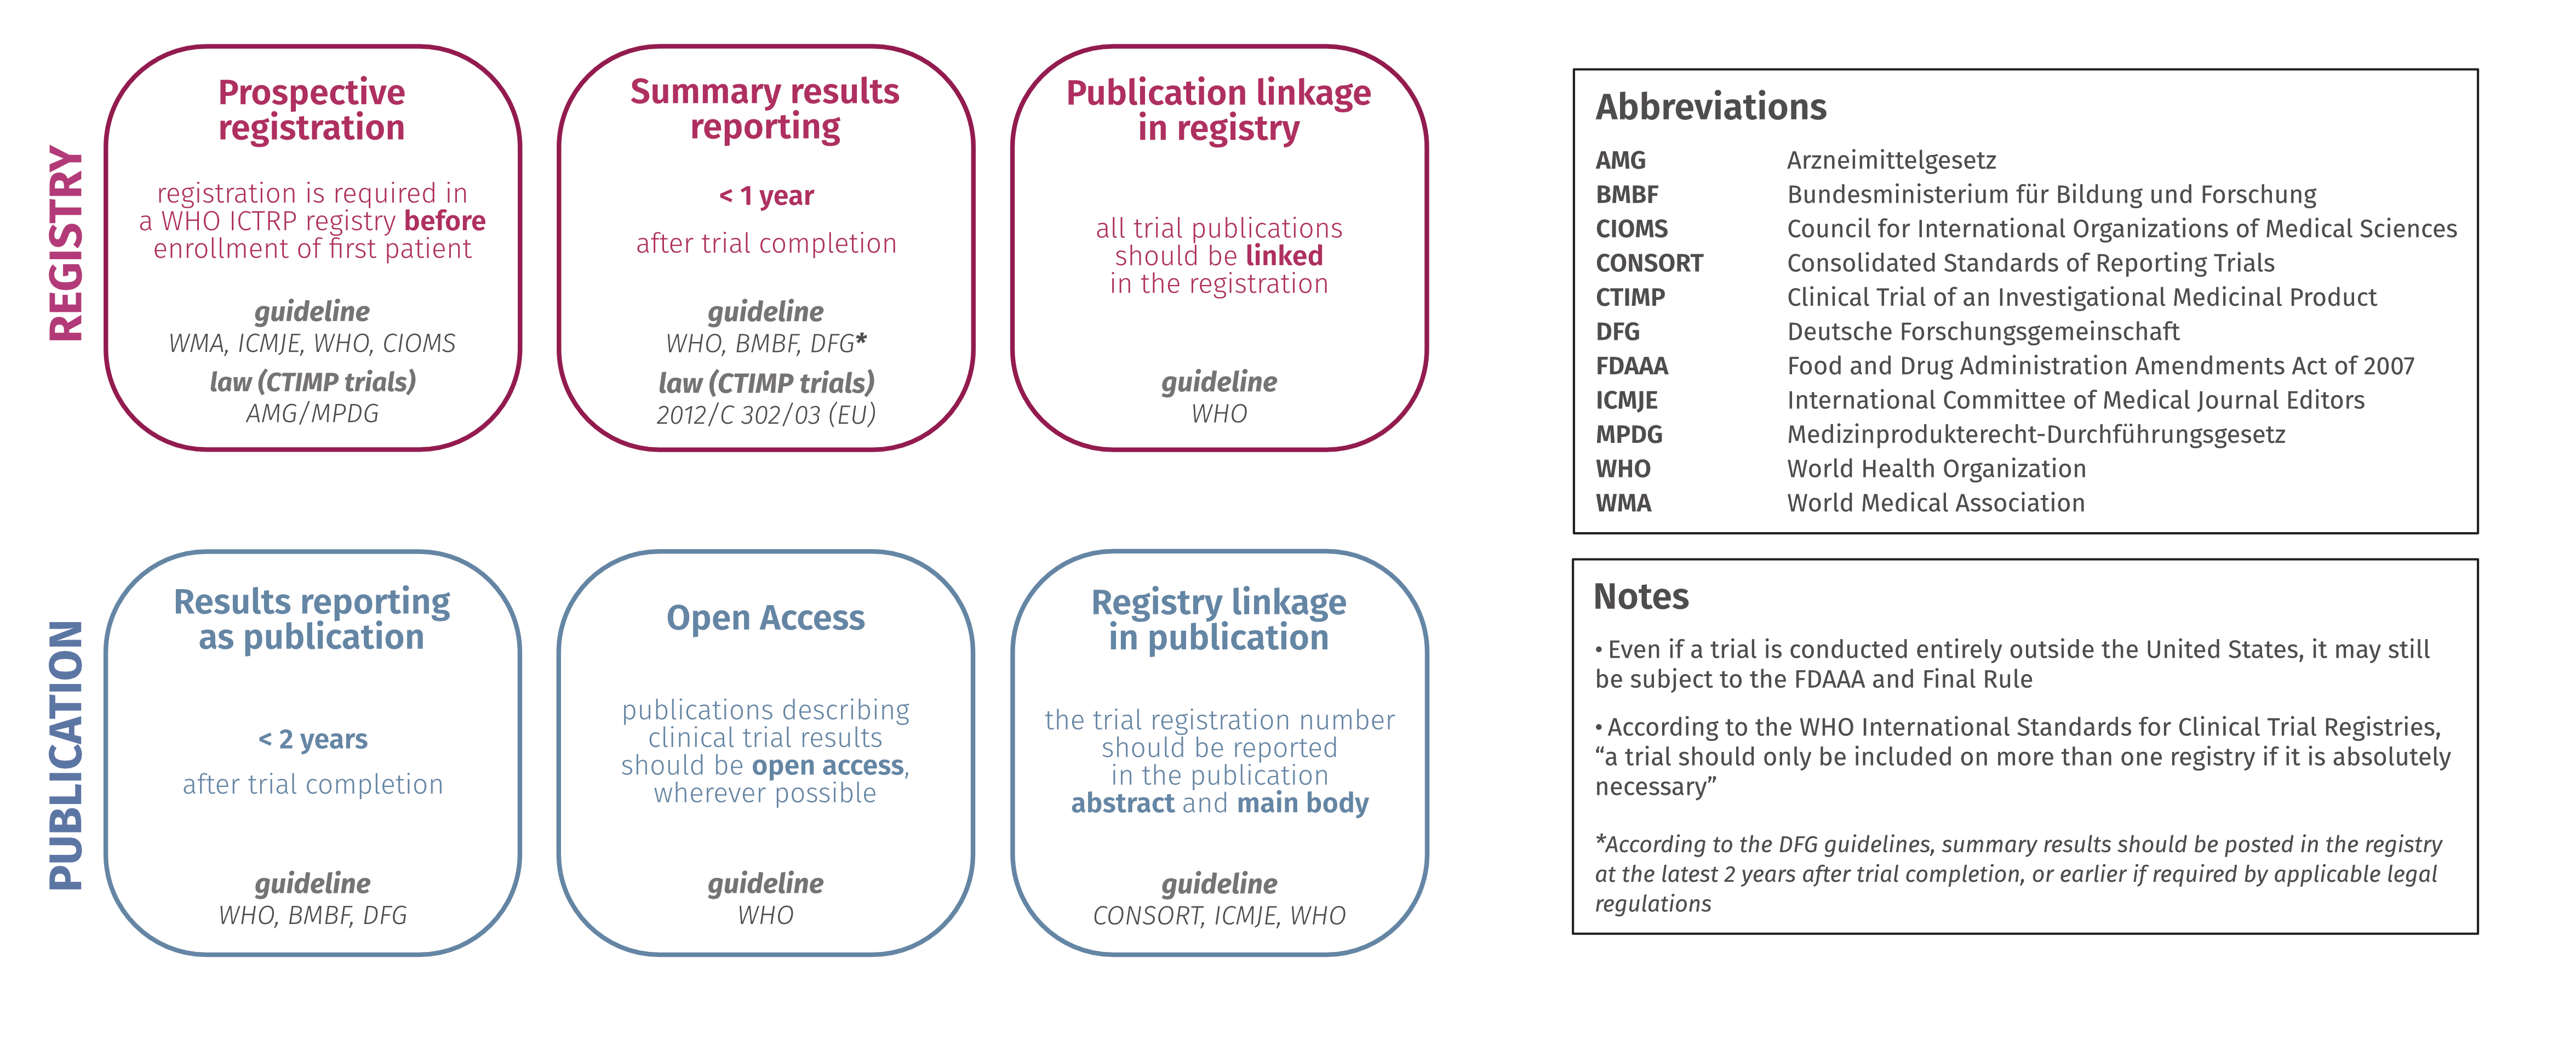 REGISTRY
Prospective
registration
registration is required in
a WHO ICTRP registry before
enrollment of first patient
guideline
WMA, ICMJE, WHO, CIOMS
law (CTIMP trials)
AMG/MPDG
Summary results
reporting
< 1 year
after trial completion
guideline
WHO, BMBF, DFG*
law (CTIMP trials)
2012/C 302/03 (EU)
Publication linkage
in registry
all trial publications
should be linked
in the registration
guideline
WHO
PUBLICATION
Results reporting
as publication
< 2 years
after trial completion
guideline
WHO, BMBF, DFG
Open Access
publications describing
clinical trial results
should be open access,
wherever possible
guideline
WHO
Registry linkage
in publication
the trial registration number
should be reported
in the publication
abstract and main body
guideline
CONSORT, ICMJE, WHO
Abbreviations
AMG Arzneimittelgesetz
BMBF Bundesministerium für Bildung und Forschung
CIOMS Council for International Organizations of Medical Sciences
CONSORT Consolidated Standards of Reporting Trials
CTIMP Clinical Trial of an Investigational Medicinal Product
DFG Deutsche Forschungsgemeinschaft
FDAAA Food and Drug Administration Amendments Act of 2007
ICMJE International Committee of Medical Journal Editors
MPDG Medizinprodukterecht-Durchführungsgesetz
WHO World Health Organization
WMA World Medical Association
Notes
• Even if a trial is conducted entirely outside the United States, it may still
be subject to the FDAAA and Final Rule
• According to the WHO International Standards for Clinical Trial Registries,
“a trial should only be included on more than one registry if it is absolutely
necessary”
*According to the DFG guidelines, summary results should be posted in the registry
at the latest 2 years after trial completion, or earlier if required by applicable legal
regulations